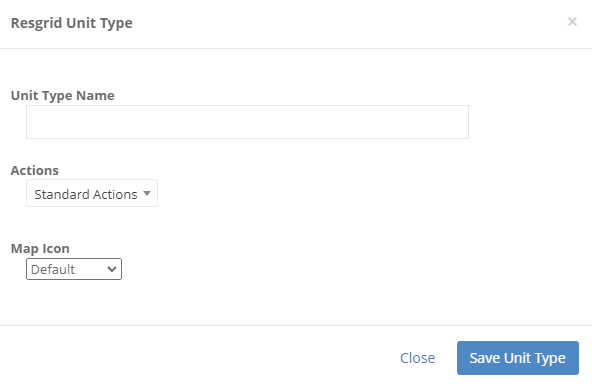 Resgrid Unit Type ×
Unit Type Name
Actions
Standard Actions
Map Icon
Default
Close Save Unit Type